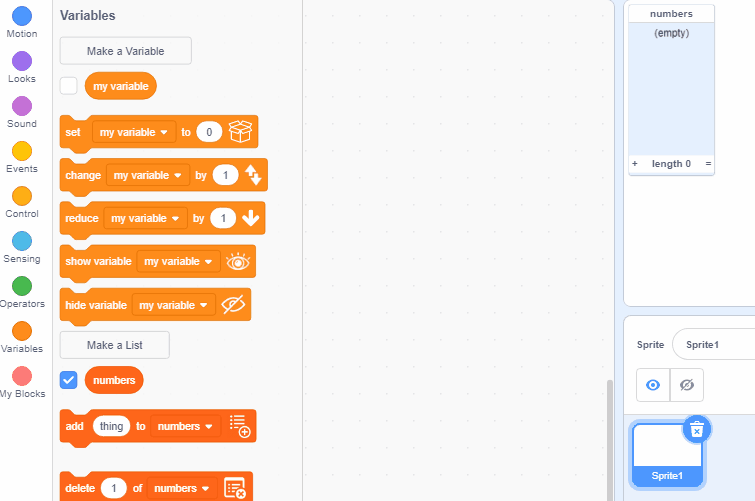 Motion
Looks
Sound
Events
Control
Sensing
Operators
Variables
My Blocks
Variables
Make a Variable
my variable
set my variable to 0
change my variable by 1
reduce my variable by 1
show variable my variable
hide variable my variable
Make a List
numbers
add thing to numbers
delete 1 of numbers
numbers
(empty)
+ length 0 =
Sprite Sprite1
Sprite1